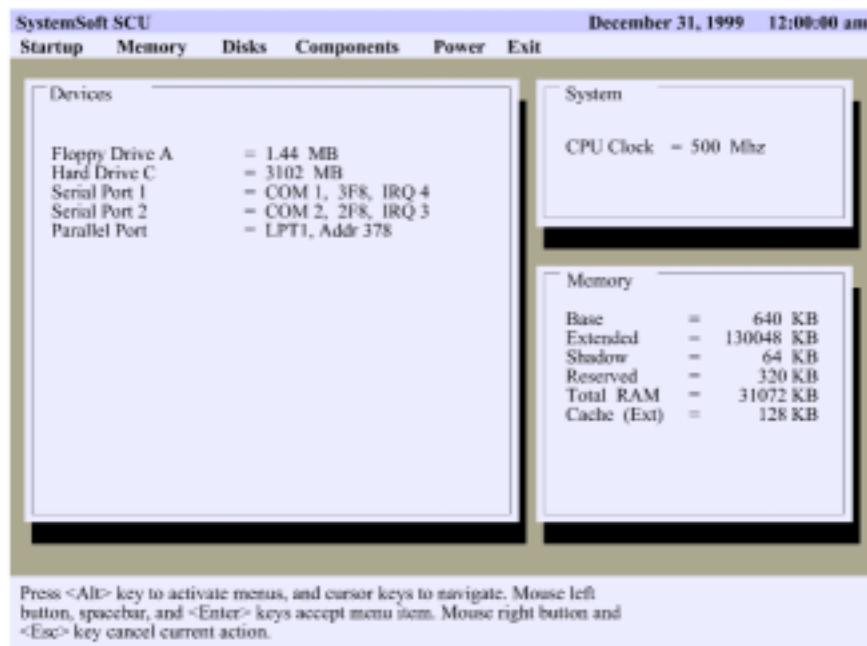 SystemSoft SCU December 31, 1999 12:00:00 am
Startup Memory Disks Components Power Exit
Devices
Floppy Drive A = 1.44 MB
Hard Drive C = 3102 MB
Serial Port 1 = COM 1, 3F8, IRQ 4
Serial Port 2 = COM 2, 2F8, IRQ 3
Parallel Port = LPT1, Addr 378
System
CPU Clock = 500 Mhz
Memory
Base = 640 KB
Extended = 130048 KB
Shadow = 64 KB
Reserved = 320 KB
Total RAM = 31072 KB
Cache (Ext) = 128 KB
Press <Alt> key to activate menus, and cursor keys to navigate. Mouse left
button, spacebar, and <Enter> keys accept menu item. Mouse right button and
<Esc> key cancel current action.